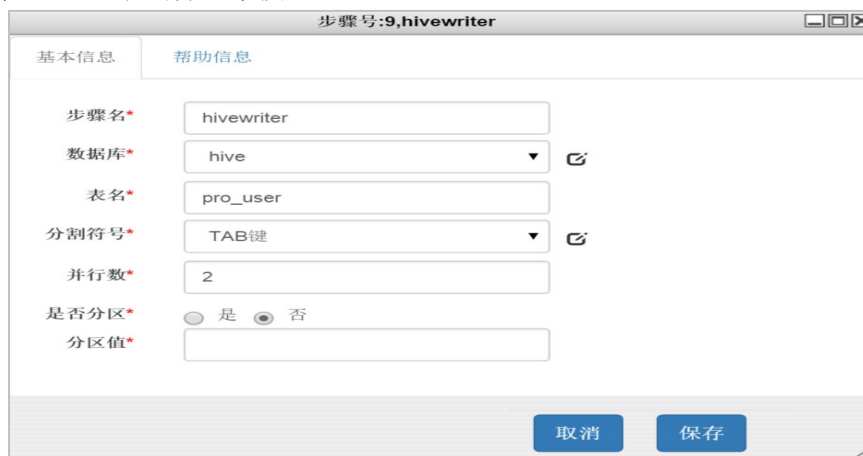 步骤号:9,hivewriter
基本信息 帮助信息
步骤名* hivewriter
数据库* hive
表名* pro_user
分割符号* TAB键
并行数* 2
是否分区* 是 否
分区值*
取消 保存